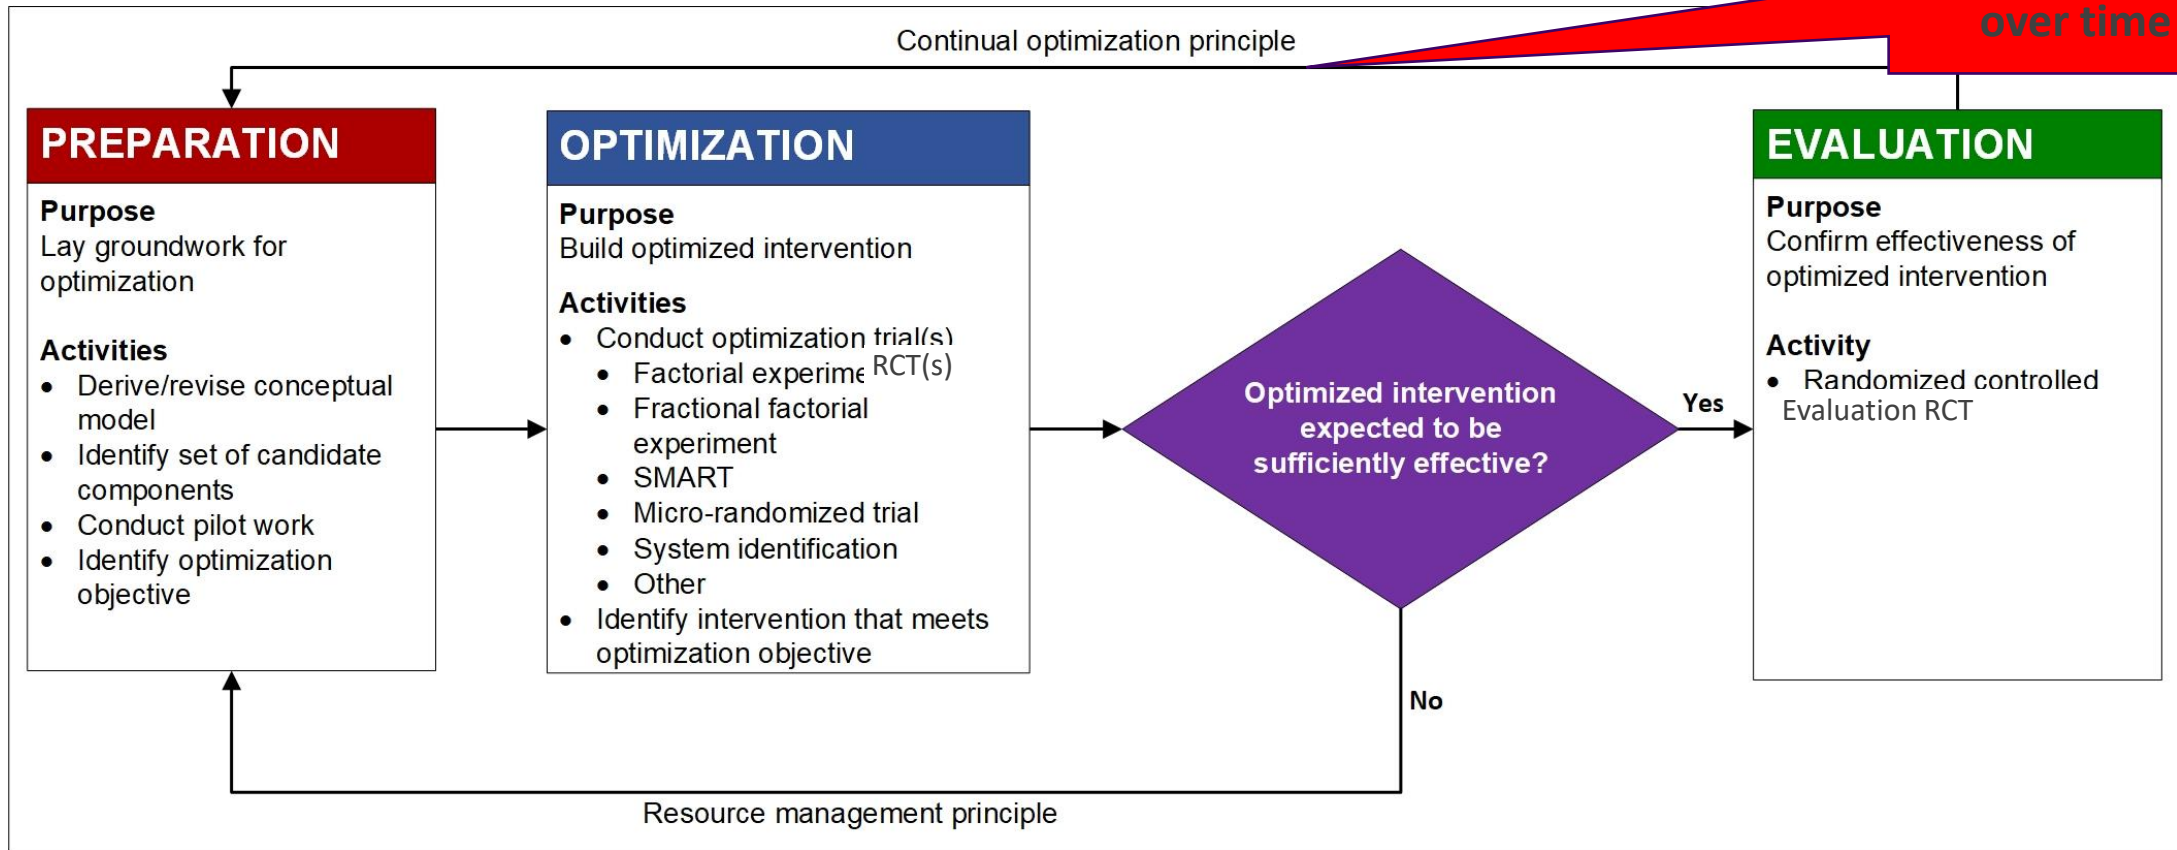 over time
Continual optimization principle
PREPARATION
Purpose
Lay groundwork for
optimization
Activities
• Derive/revise conceptual
model
• Identify set of candidate
components
• Conduct pilot work
• Identify optimization
objective
OPTIMIZATION
Purpose
Build optimized intervention
Activities
• Conduct optimization trial(s)
RCT(s)
• Factorial experime
• Fractional factorial
experiment
• SMART
• Micro-randomized trial
• System identification
• Other
• Identify intervention that meets
optimization objective
Optimized intervention
expected to be
sufficiently effective?
Yes
No
EVALUATION
Purpose
Confirm effectiveness of
optimized intervention
Activity
• Randomized controlled
Evaluation RCT
Resource management principle